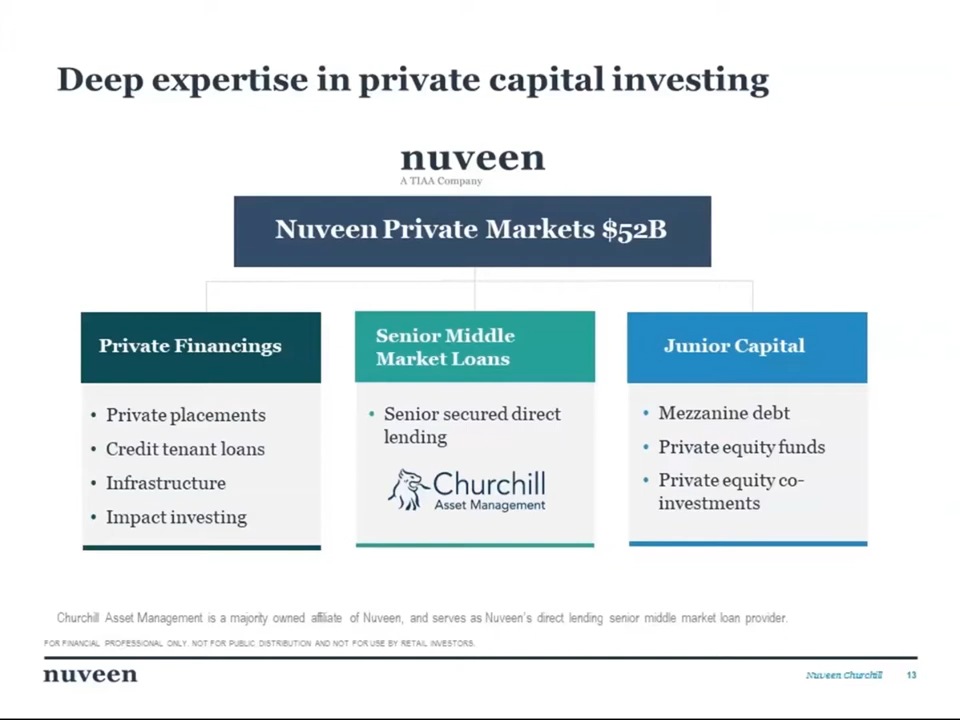 Deep expertise in private capital investing
nuveen
A TIAA Company
Nuveen Private Markets $52B
Private Financings
• Private placements
• Credit tenant loans
• Infrastructure
• Impact investing
Senior Middle
Market Loans
• Senior secured direct
lending
Churchill
Asset Management
Junior Capital
• Mezzanine debt
• Private equity funds
• Private equity co-
investments
Churchill Asset Management is a majority owned affiliate of Nuveen, and serves as Nuveen's direct lending senior middle market loan provider.
FOR FINANCIAL PROFESSIONAL ONLY. NOT FOR PUBLIC DISTRIBUTION AND NOT FOR USE BY RETAIL INVESTORS.
nuveen
Nuveen Churchill 13